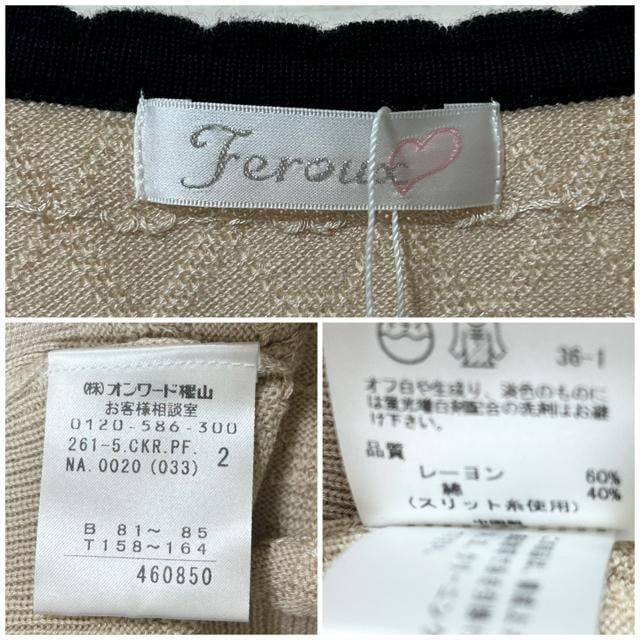 Feroux
(株)オンワード樫山
お客様相談室
0120-586-300
261-5.CKR.PF.
NA.0020(033) 2
B 81～ 85
T158～164
460850
36-1
オフ白や生成り、淡色のものに
は蛍光増白剤配合の洗剤はお避
け下さい。
品質
レーヨン 60%
綿 40%
(スリット糸使用)
中国製